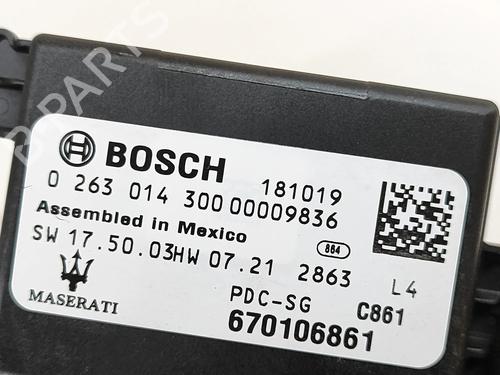 BOSCH
181019
0 263 014 300 00009836
Assembled in Mexico
884
SW 17.50.03HW 07.21 2863
L4
MASERATI
PDC-SG
C861
670106861
B-PARTS